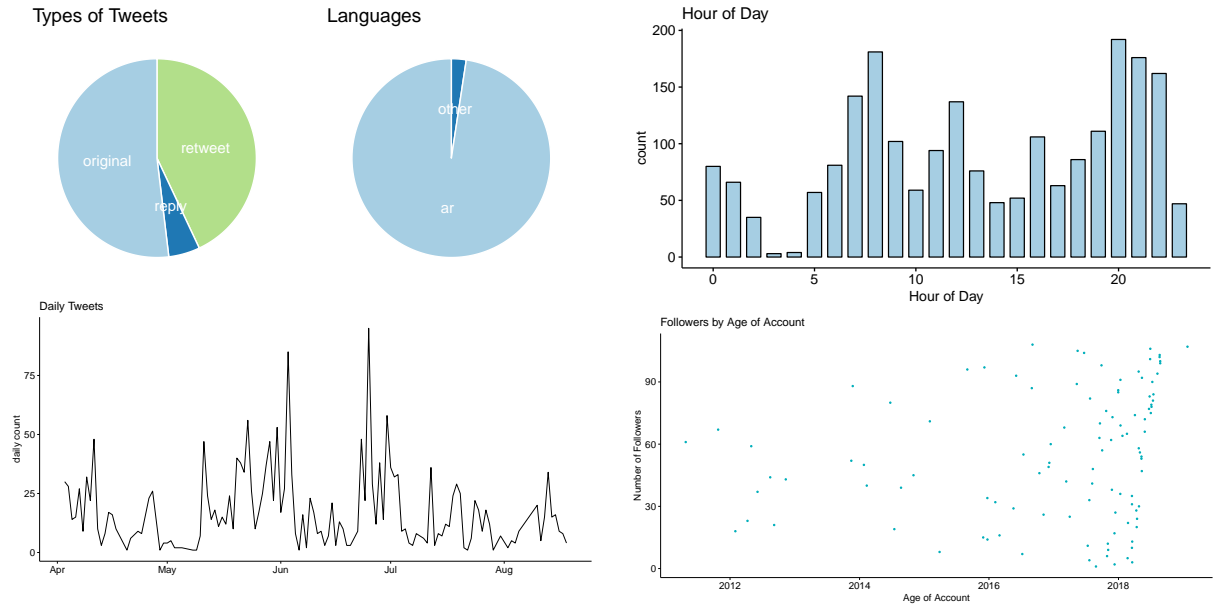 Types of Tweets
original
retweet
reply
Languages
other
ar
Hour of Day
200
150
100
50
0
count
0 5 10 15 20
Hour of Day
Daily Tweets
75
50
25
0
daily count
Apr May Jun Jul Aug
Followers by Age of Account
90
60
30
0
Number of Followers
2012 2014 2016 2018
Age of Account